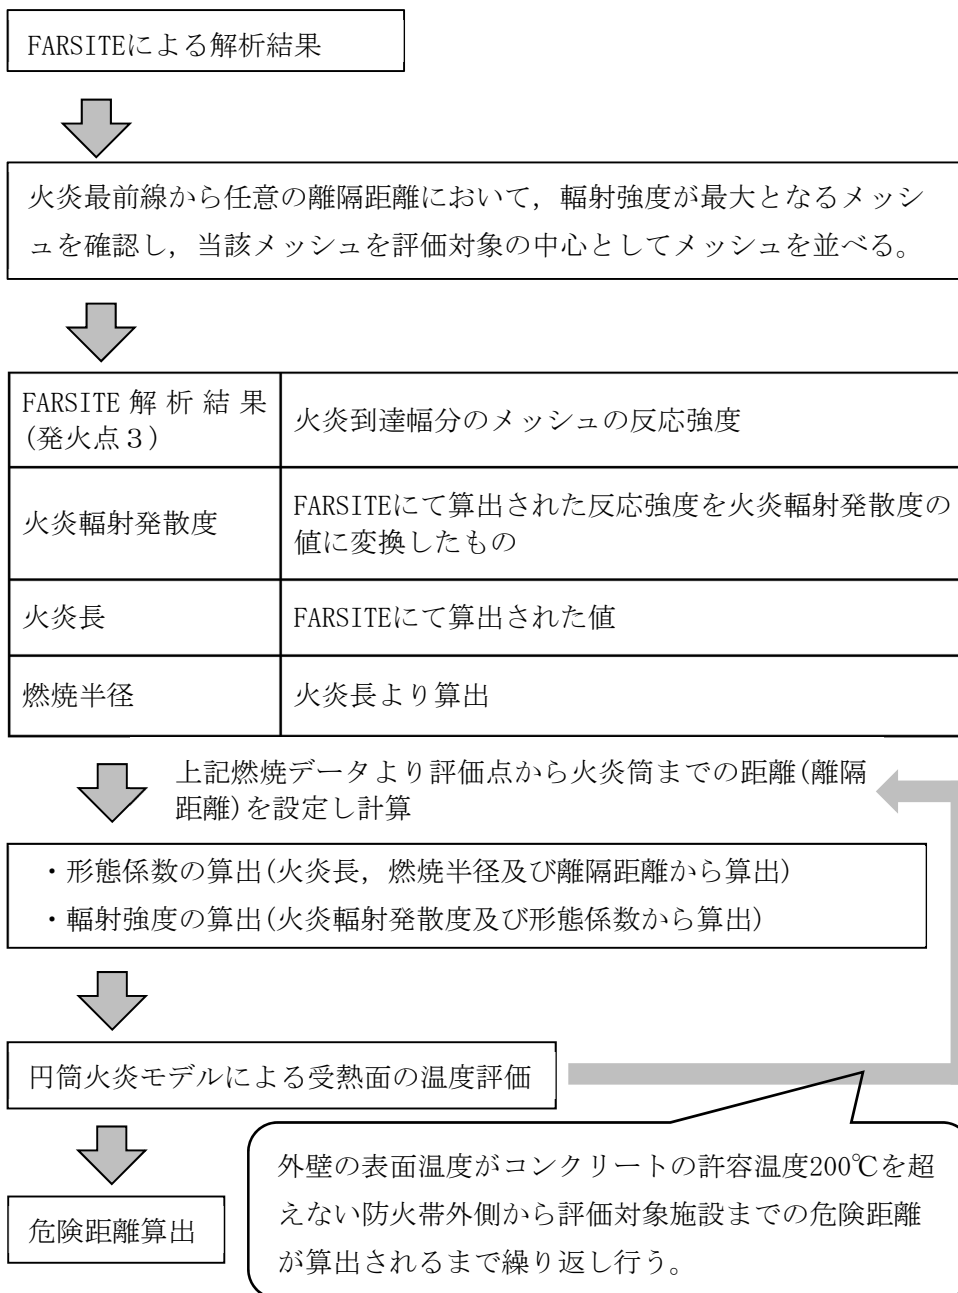 FARSITEによる解析結果
火炎最前線から任意の離隔距離において，輻射強度が最大となるメッシ
ュを確認し，当該メッシュを評価対象の中心としてメッシュを並べる。
FARSITE 解 析 結 果
(発火点３)
火炎到達幅分のメッシュの反応強度
火炎輻射発散度
FARSITEにて算出された反応強度を火炎輻射発散度の
値に変換したもの
火炎長
FARSITEにて算出された値
燃焼半径
火炎長より算出
上記燃焼データより評価点から火炎筒までの距離(離隔
距離)を設定し計算
・形態係数の算出(火炎長，燃焼半径及び離隔距離から算出)
・輻射強度の算出(火炎輻射発散度及び形態係数から算出)
円筒火炎モデルによる受熱面の温度評価
外壁の表面温度がコンクリートの許容温度200℃を超
えない防火帯外側から評価対象施設までの危険距離
が算出されるまで繰り返し行う。
危険距離算出